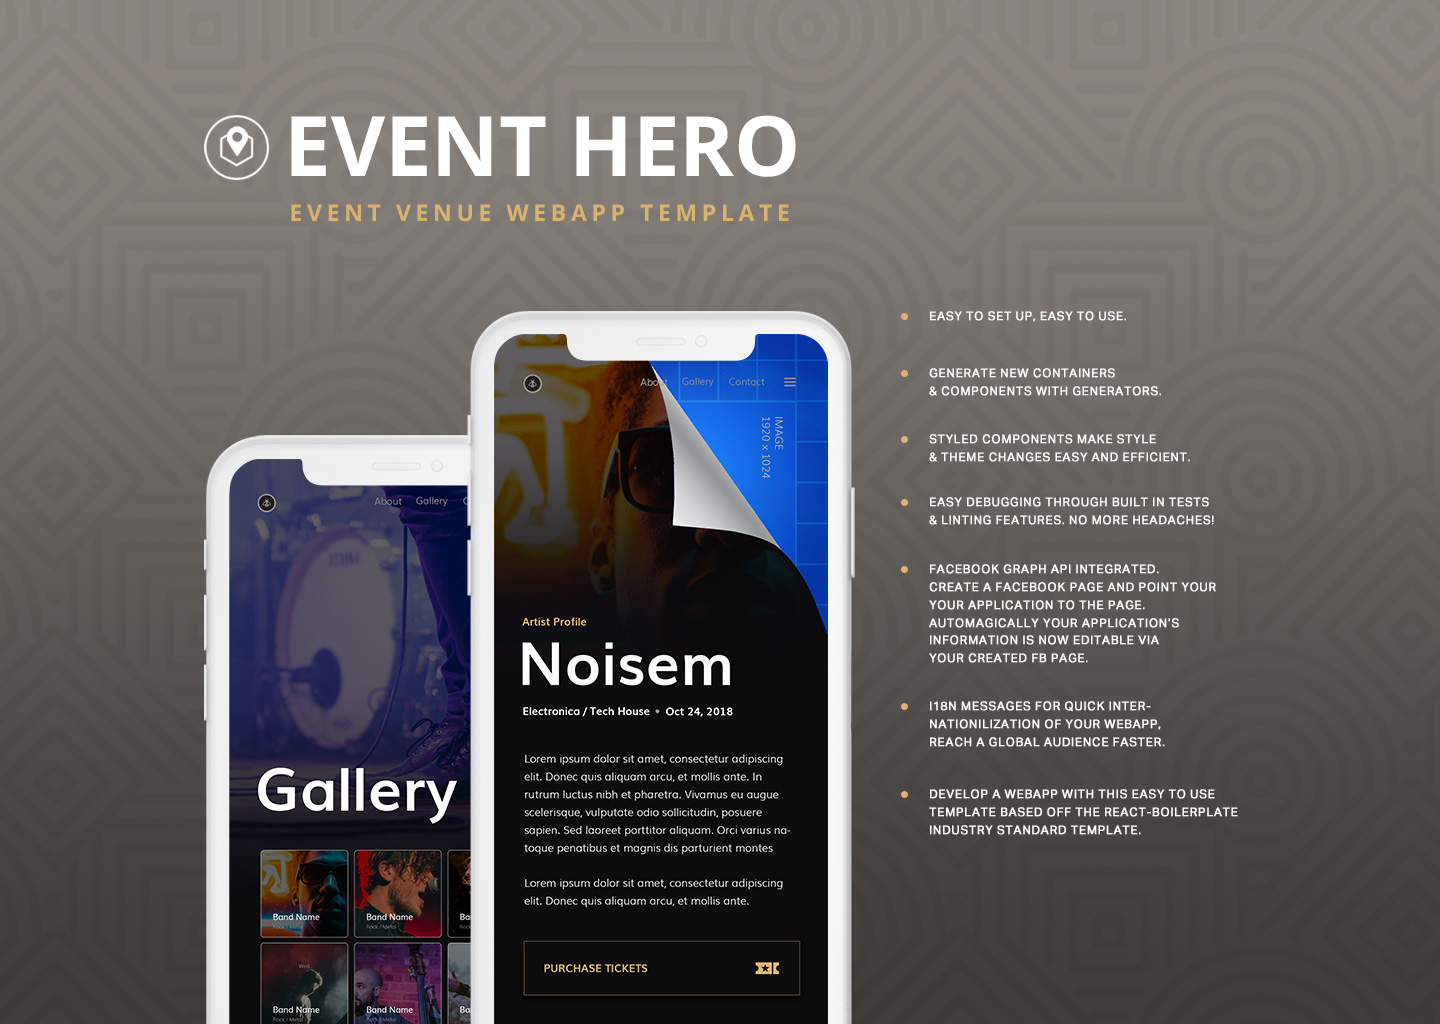 EVENT HERO
EVENT VENUE WEBAPP TEMPLATE
EASY TO SET UP, EASY TO USE.
GENERATE NEW CONTAINERS
& COMPONENTS WITH GENERATORS.
STYLED COMPONENTS MAKE STYLE
& THEME CHANGES EASY AND EFFICIENT.
EASY DEBUGGING THROUGH BUILT IN TESTS
& LINTING FEATURES. NO MORE HEADACHES!
FACEBOOK GRAPH API INTEGRATED.
CREATE A FACEBOOK PAGE AND POINT YOUR
YOUR APPLICATION TO THE PAGE.
AUTOMAGICALLY YOUR APPLICATION'S
INFORMATION IS NOW EDITABLE VIA
YOUR CREATED FB PAGE.
I18N MESSAGES FOR QUICK INTER-
NATIONILIZATION OF YOUR WEBAPP,
REACH A GLOBAL AUDIENCE FASTER.
DEVELOP A WEBAPP WITH THIS EASY TO USE
TEMPLATE BASED OFF THE REACT-BOILERPLATE
INDUSTRY STANDARD TEMPLATE.
About Gallery Contact
IMAGE
1920 x 1024
Artist Profile
Noisem
Electronica / Tech House • Oct 24, 2018
Lorem ipsum dolor sit amet, consectetur adipiscing
elit. Donec quis aliquam arcu, et mollis ante. In
rutrum luctus nibh et pharetra. Vivamus eu augue
scelerisque, vulputate odio sollicitudin, posuere
sapien. Sed laoreet porttitor aliquam. Orci varius na-
toque penatibus et magnis dis parturient montes
Lorem ipsum dolor sit amet, consectetur adipiscing
elit. Donec quis aliquam arcu, et mollis ante.
PURCHASE TICKETS
About Gallery C
Gallery
Band Name Band Name Ba
Rock / Metal Rock / Metal
Band Name Band Name Ba
Rock / Metal Rock / Metal